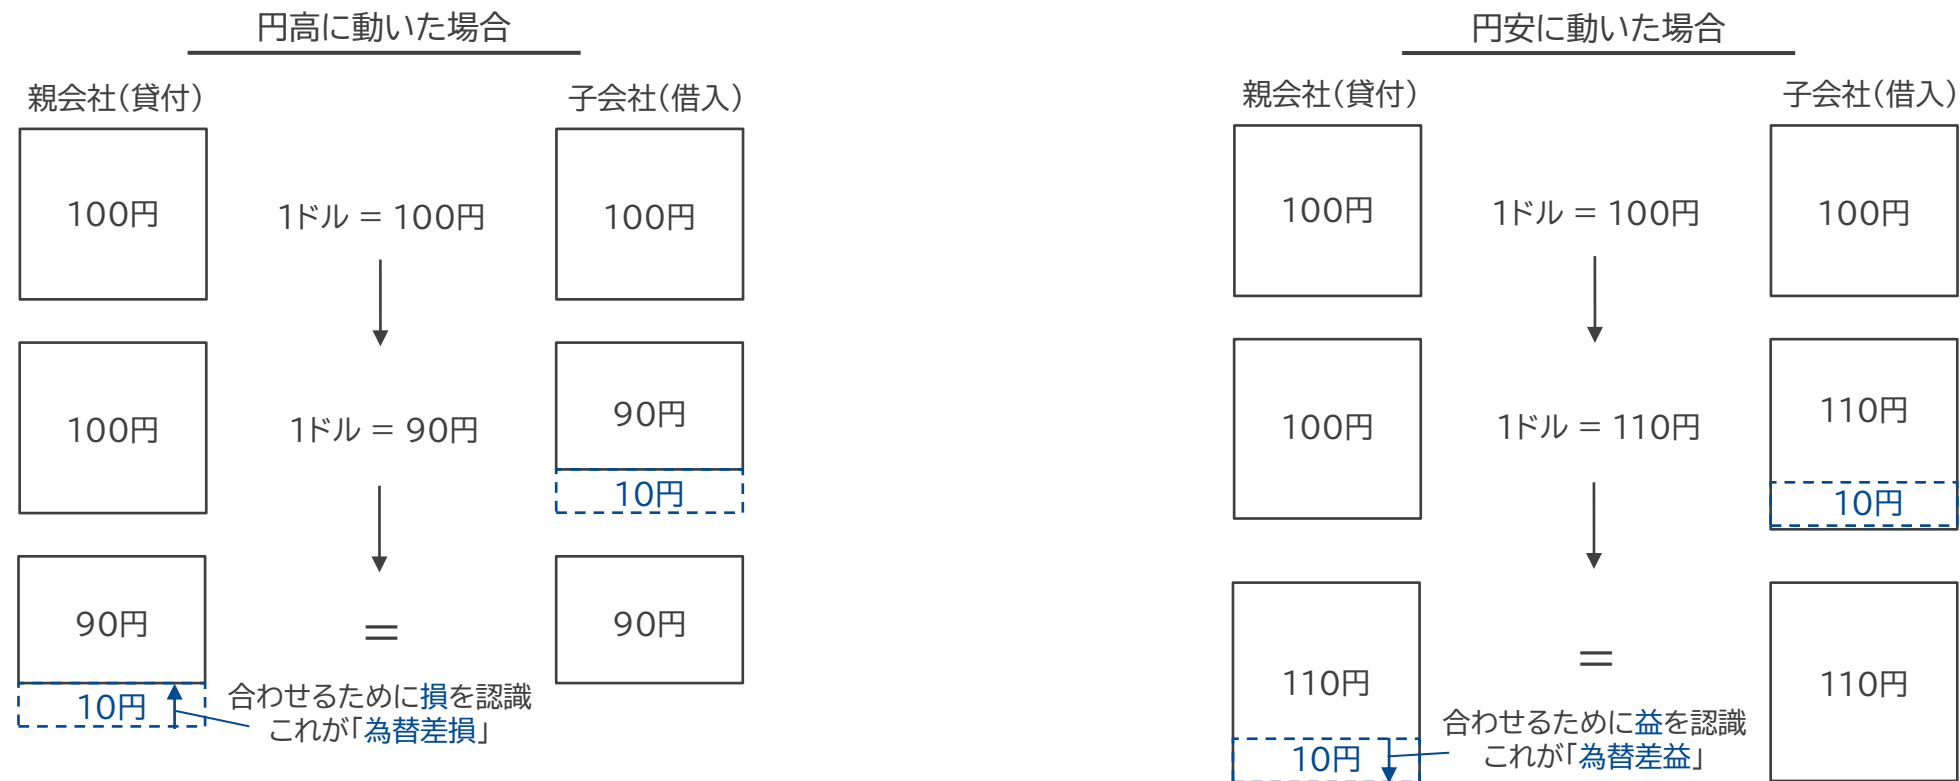 円高に動いた場合
親会社(貸付)
子会社(借入)
100円
1ドル = 100円
100円
100円
1ドル = 90円
90円
10円
90円
=
90円
10円
合わせるために損を認識
これが「為替差損」
円安に動いた場合
親会社(貸付)
子会社(借入)
100円
1ドル = 100円
100円
100円
1ドル = 110円
110円
10円
110円
=
110円
10円
合わせるために益を認識
これが「為替差益」